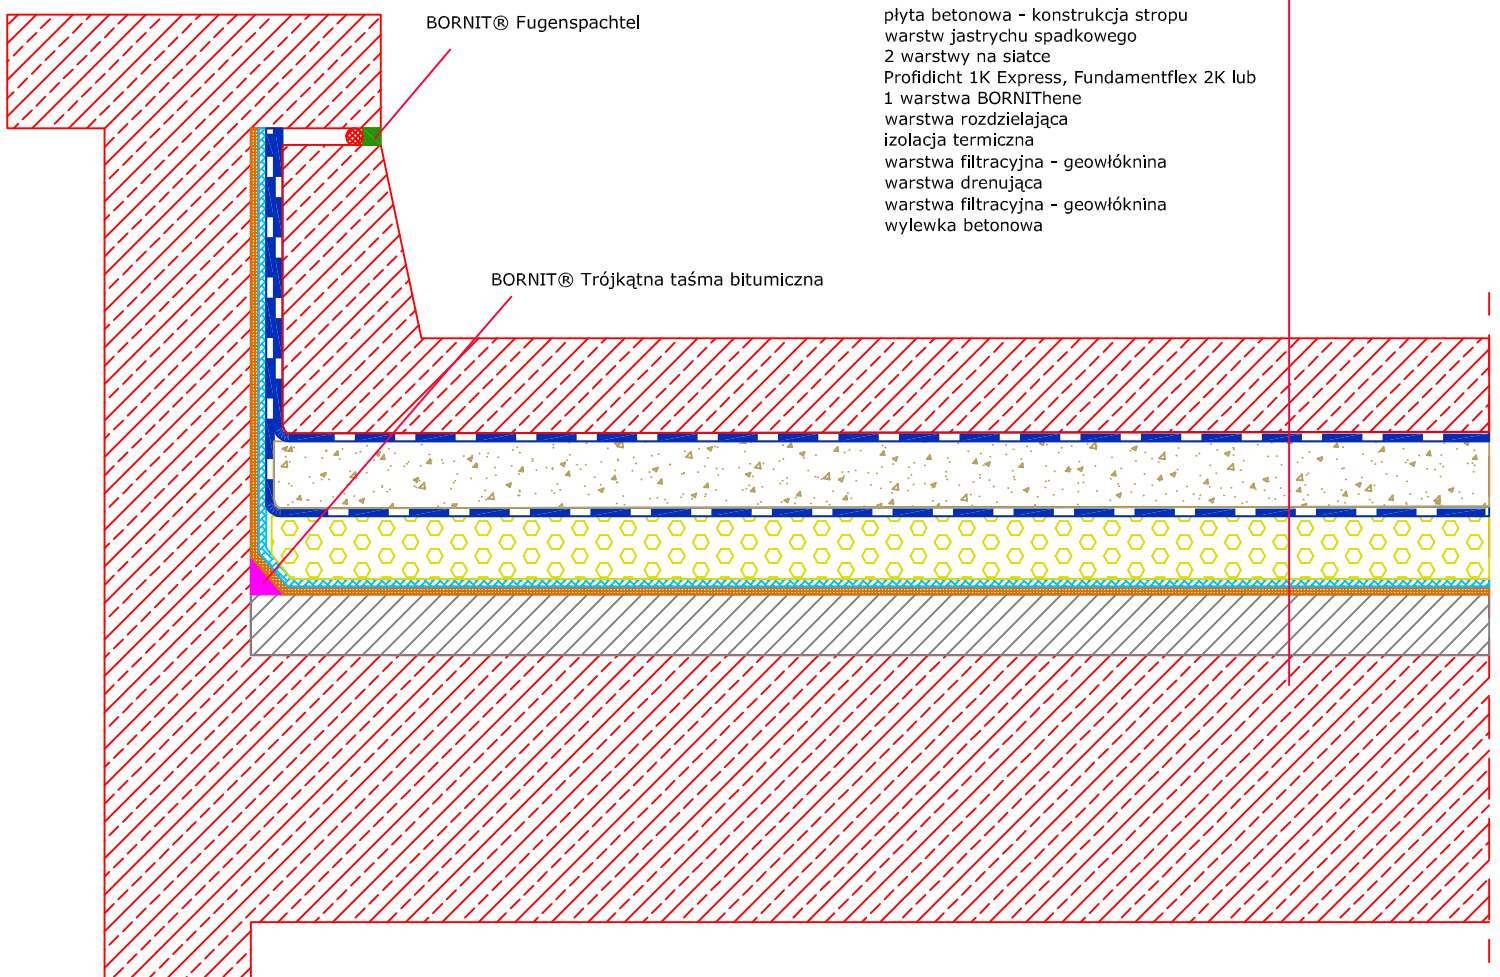 BORNIT® Fugenspachtel
płyta betonowa - konstrukcja stropu
warstw jastrychu spadkowego
2 warstwy na siatce
Profidicht 1K Express, Fundamentflex 2K lub
1 warstwa BORNIThene
warstwa rozdzielająca
izolacja termiczna
warstwa filtracyjna - geowłóknina
warstwa drenująca
warstwa filtracyjna - geowłóknina
wylewka betonowa
BORNIT® Trójkątna taśma bitumiczna